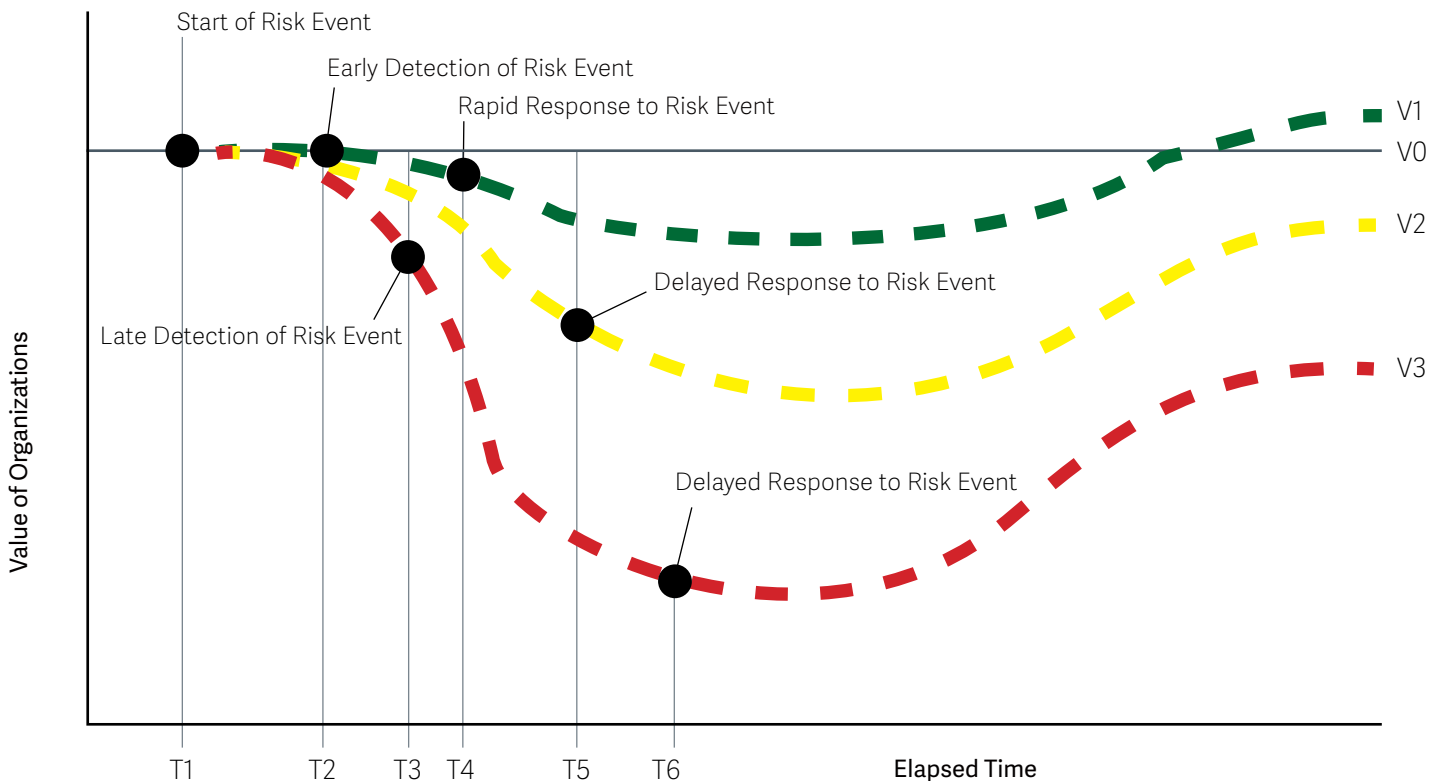 Start of Risk Event
Early Detection of Risk Event
Rapid Response to Risk Event
V1
V0
V2
Delayed Response to Risk Event
Late Detection of Risk Event
V3
Value of Organizations
Delayed Response to Risk Event
T1 T2 T3 T4 T5 T6 Elapsed Time